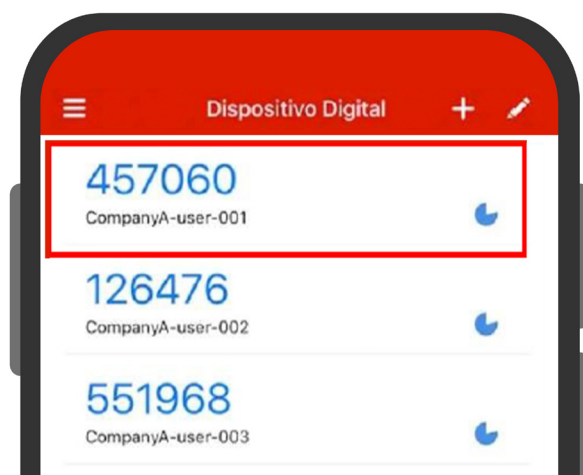 Dispositivo Digital
457060
CompanyA-user-001
126476
CompanyA-user-002
551968
CompanyA-user-003